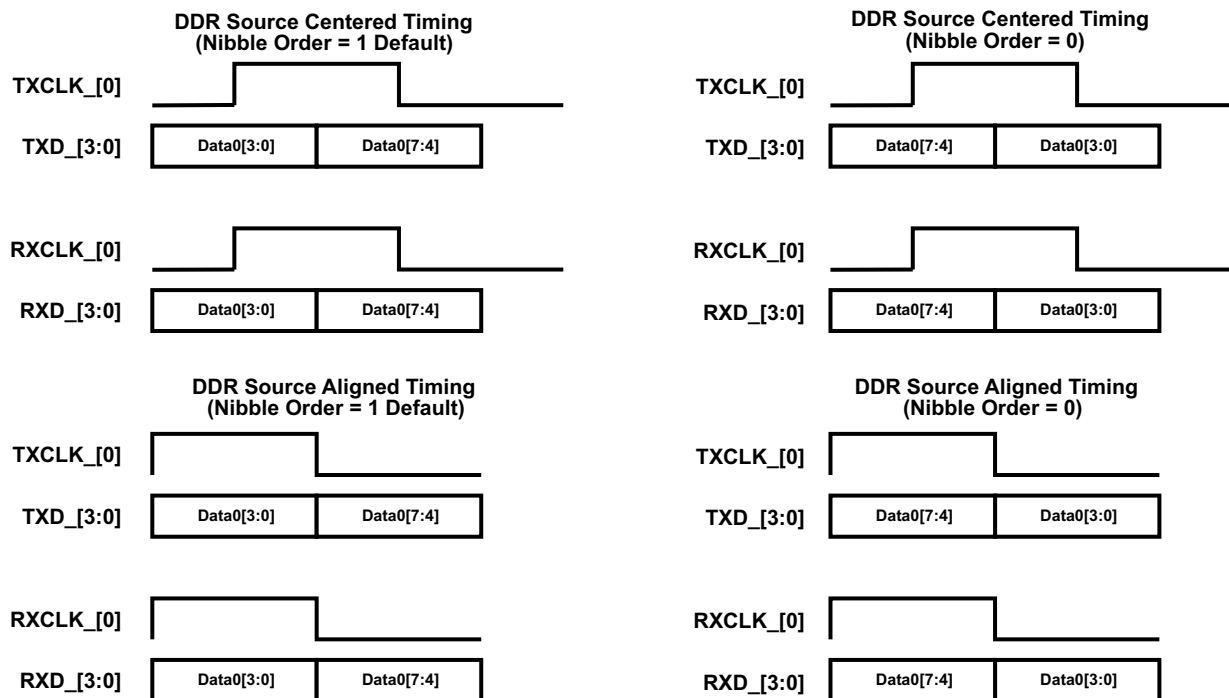 DDR Source Centered Timing
(Nibble Order = 1 Default)
TXCLK_[0]
TXD_[3:0]
Data0[3:0]
Data0[7:4]
RXCLK_[0]
RXD_[3:0]
Data0[3:0]
Data0[7:4]
DDR Source Centered Timing
(Nibble Order = 0)
TXCLK_[0]
TXD_[3:0]
Data0[7:4]
Data0[3:0]
RXCLK_[0]
RXD_[3:0]
Data0[7:4]
Data0[3:0]
DDR Source Aligned Timing
(Nibble Order = 1 Default)
TXCLK_[0]
TXD_[3:0]
Data0[3:0]
Data0[7:4]
RXCLK_[0]
RXD_[3:0]
Data0[3:0]
Data0[7:4]
DDR Source Aligned Timing
(Nibble Order = 0)
TXCLK_[0]
TXD_[3:0]
Data0[7:4]
Data0[3:0]
RXCLK_[0]
RXD_[3:0]
Data0[7:4]
Data0[3:0]